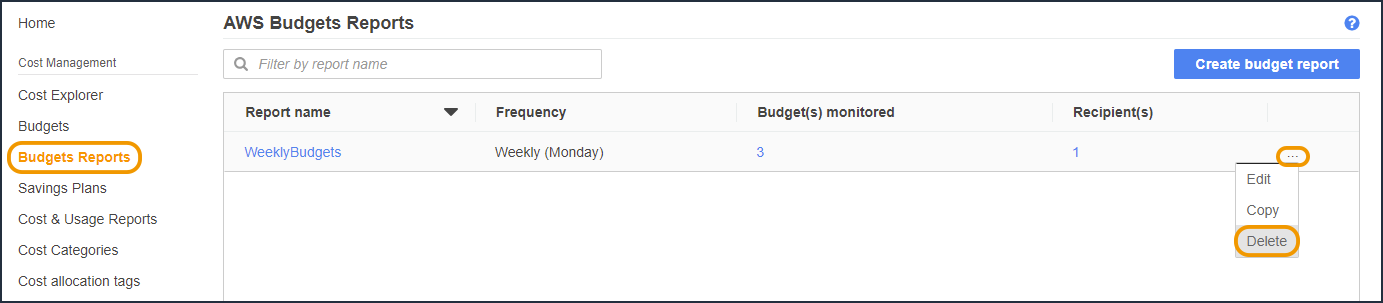 Home
Cost Management
Cost Explorer
Budgets
Budgets Reports
Savings Plans
Cost & Usage Reports
Cost Categories
Cost allocation tags
AWS Budgets Reports
?
Filter by report name
Create budget report
Report name Frequency Budget(s) monitored Recipient(s)
WeeklyBudgets Weekly (Monday) 3 1 ...
Edit
Copy
Delete